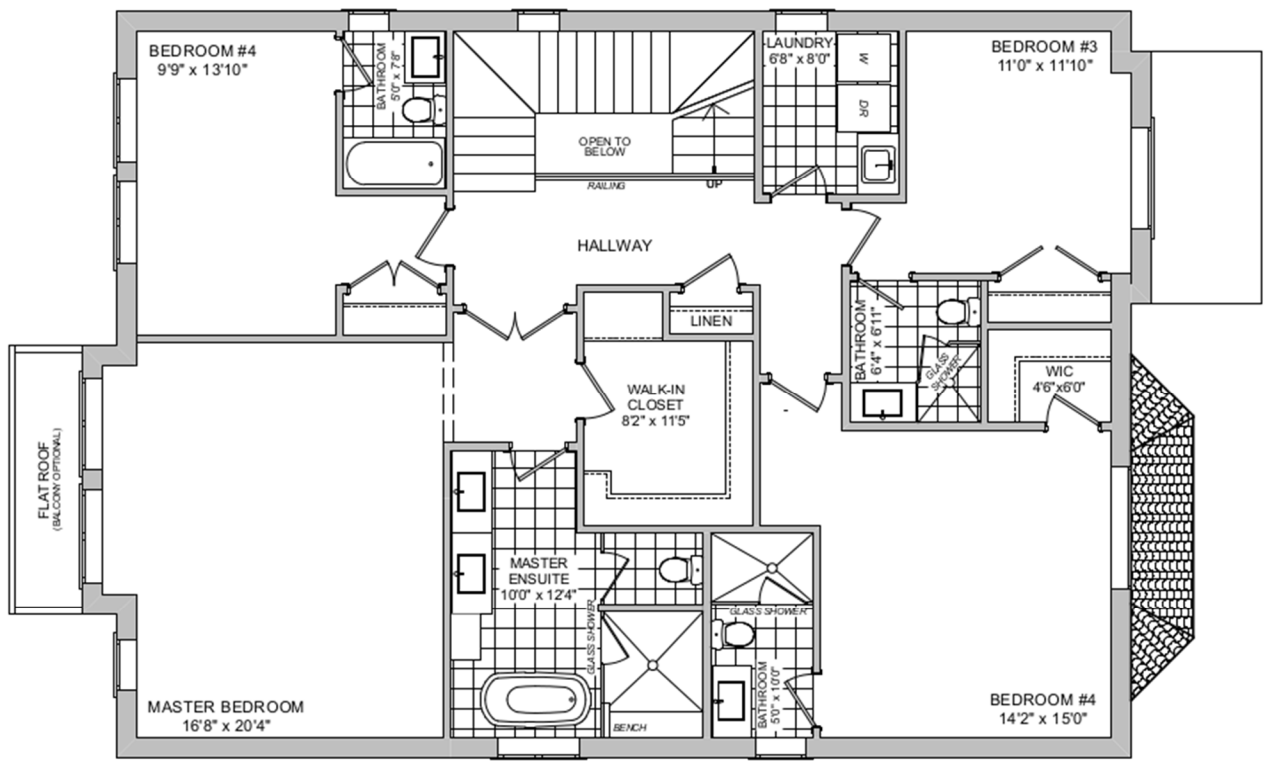 BEDROOM #4
9'9" x 13'10"
BATHROOM
5'0" x 7'8"
OPEN TO
BELOW
RAILING
UP
LAUNDRY
6'8" x 8'0"
W
DR
BEDROOM #3
11'0" x 11'10"
HALLWAY
LINEN
BATHROOM
6'4" x 6'11"
GLASS
SHOWER
WIC
4'6"x6'0"
WALK-IN
CLOSET
8'2" x 11'5"
FLAT ROOF
(BALCONY OPTIONAL)
MASTER
ENSUITE
10'0" x 12'4"
GLASS SHOWER
BENCH
GLASS SHOWER
BATHROOM
5'0" x 10'0"
MASTER BEDROOM
16'8" x 20'4"
BEDROOM #4
14'2" x 15'0"